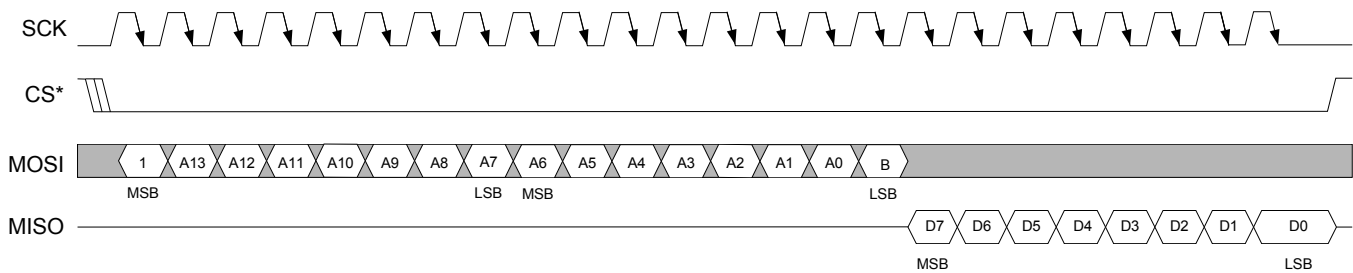 SCK
CS*
MOSI 1 A13 A12 A11 A10 A9 A8 A7 A6 A5 A4 A3 A2 A1 A0 B
MSB LSB MSB LSB
MISO D7 D6 D5 D4 D3 D2 D1 D0
MSB LSB